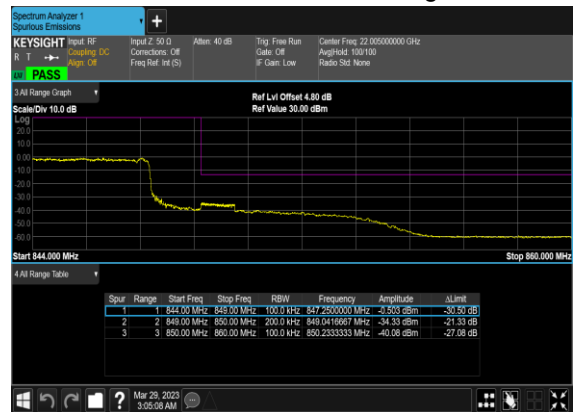 Spectrum Analyzer 1
Spurious Emissions
+
KEYSIGHT Input: RF Input Z: 50 Ω Atten: 40 dB Trig: Free Run Center Freq: 22.005000000 GHz
R T Coupling: DC Corrections: Off Gate: Off Avg|Hold: 100/100
Align: Off Freq Ref: Int (S) IF Gain: Low Radio Std: None
PASS
3 All Range Graph
Ref Lvl Offset 4.80 dB
Scale/Div 10.0 dB Ref Value 30.00 dBm
Log
20.0
10.0
0.00
-10.0
-20.0
-30.0
-40.0
-50.0
-60.0
Start 844.000 MHz Stop 860.000 MHz
4 All Range Table
Spur Range Start Freq Stop Freq RBW Frequency Amplitude ΔLimit
1 1 844.00 MHz 849.00 MHz 100.0 kHz 847.2500000 MHz -0.503 dBm -30.50 dB
2 2 849.00 MHz 850.00 MHz 200.0 kHz 849.0416667 MHz -34.33 dBm -21.33 dB
3 3 850.00 MHz 860.00 MHz 100.0 kHz 850.2333333 MHz -40.08 dBm -27.08 dB
? Mar 29, 2023
3:05:08 AM